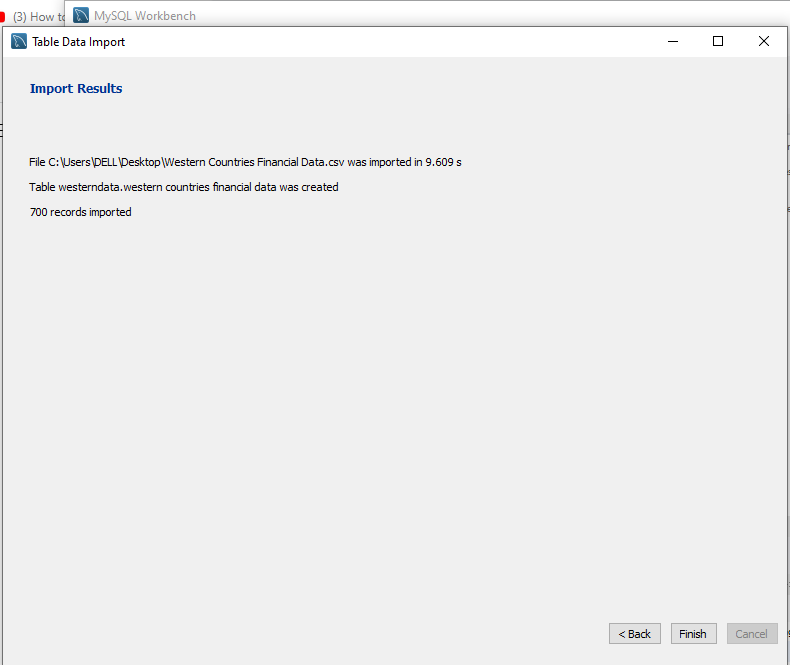 (3) How to
MySQL Workbench
Table Data Import
Import Results
File C:\Users\DELL\Desktop\Western Countries Financial Data.csv was imported in 9.609 s
Table westerndata.western countries financial data was created
700 records imported
< Back
Finish
Cancel